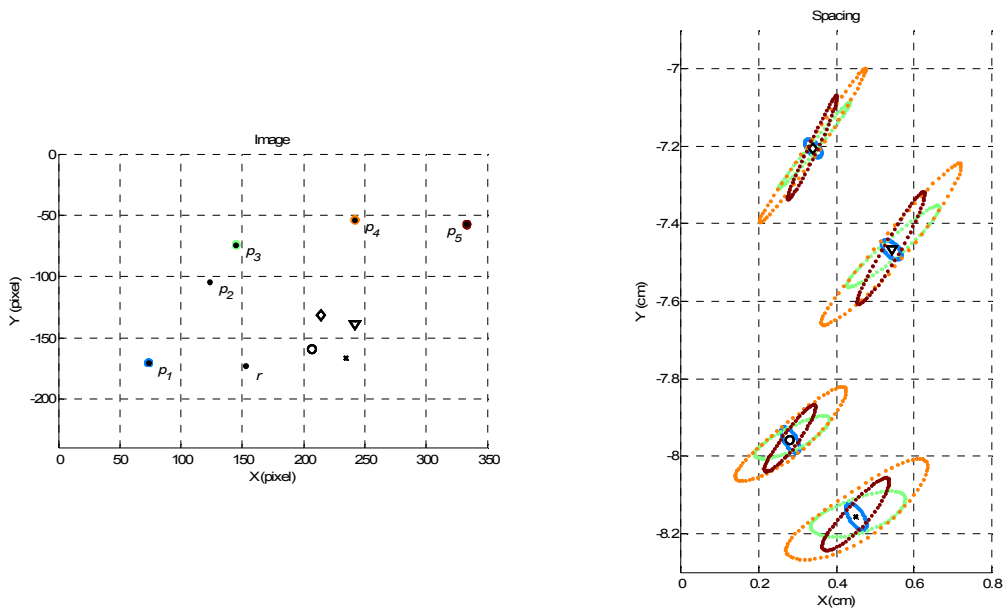 Image
0
-50
-100
-150
-200
Y (pixel)
0 50 100 150 200 250 300 350
X(pixel)
p4
p5
p3
p2
p1
r
Spacing
-7
-7.2
-7.4
-7.6
-7.8
-8
-8.2
Y (cm)
0 0.2 0.4 0.6 0.8
X(cm)